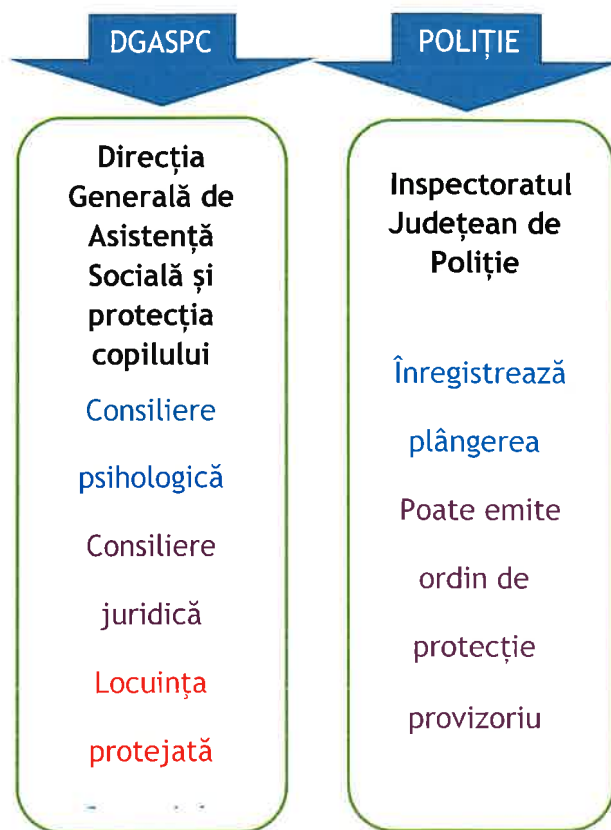 DGASPC
Direcția
Generală de
Asistență
Socială și
protecția
copilului
Consiliere
psihologică
Consiliere
juridică
Locuința
protejată
POLIȚIE
Inspectoratul
Județean de
Poliție
Înregistrează
plângerea
Poate emite
ordin de
protecție
provizoriu